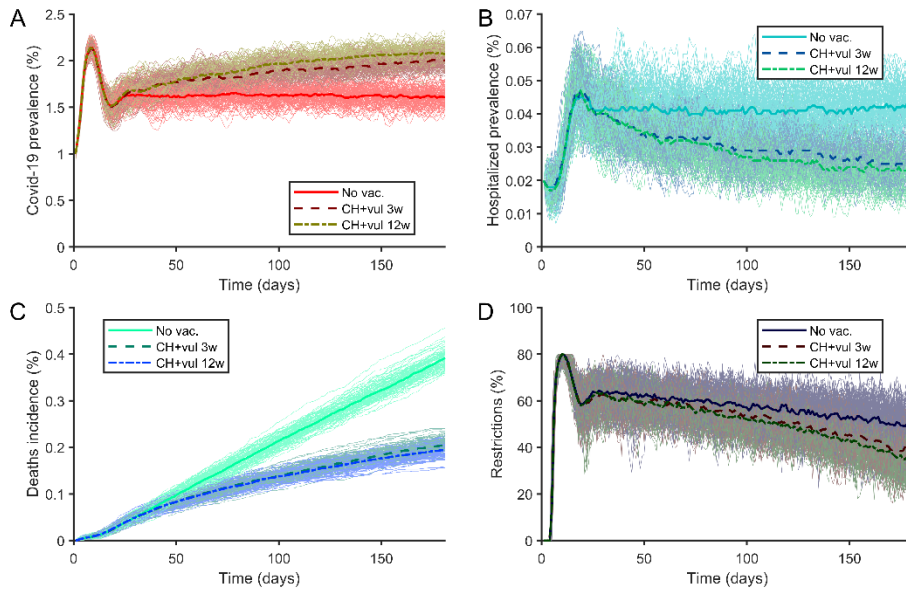 A
Covid-19 prevalence (%)
2.5
2
1.5
1
0.5
0
No vac.
CH+vul 3w
CH+vul 12w
0 50 100 150
Time (days)
B
Hospitalized prevalence (%)
0.07
0.06
0.05
0.04
0.03
0.02
0.01
0
No vac.
CH+vul 3w
CH+vul 12w
0 50 100 150
Time (days)
C
Deaths incidence (%)
0.5
0.4
0.3
0.2
0.1
0
No vac.
CH+vul 3w
CH+vul 12w
0 50 100 150
Time (days)
D
Restrictions (%)
100
80
60
40
20
0
No vac.
CH+vul 3w
CH+vul 12w
0 50 100 150
Time (days)